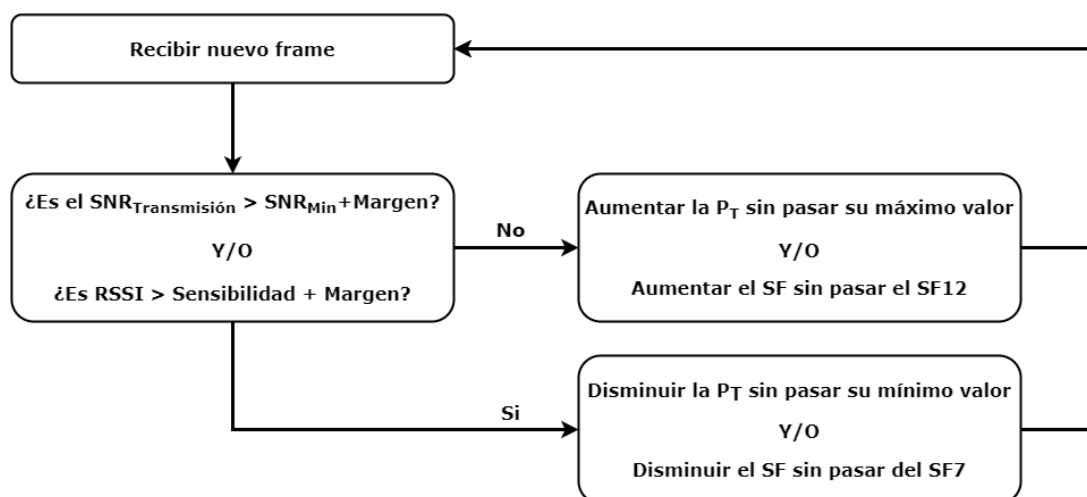 Recibir nuevo frame
¿Es el SNRTransmisión > SNRMin+Margen?
Y/O
¿Es RSSI > Sensibilidad + Margen?
No
Aumentar la PT sin pasar su máximo valor
Y/O
Aumentar el SF sin pasar el SF12
Si
Disminuir la PT sin pasar su mínimo valor
Y/O
Disminuir el SF sin pasar del SF7